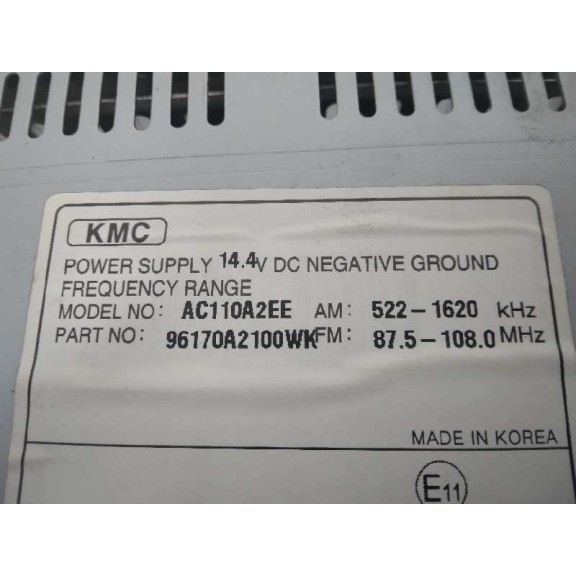 KMC
POWER SUPPLY 14.4V DC NEGATIVE GROUND
FREQUENCY RANGE
MODEL NO: AC110A2EE AM: 522-1620 kHz
PART NO: 96170A2100WK FM: 87.5-108.0 MHz
MADE IN KOREA
E11